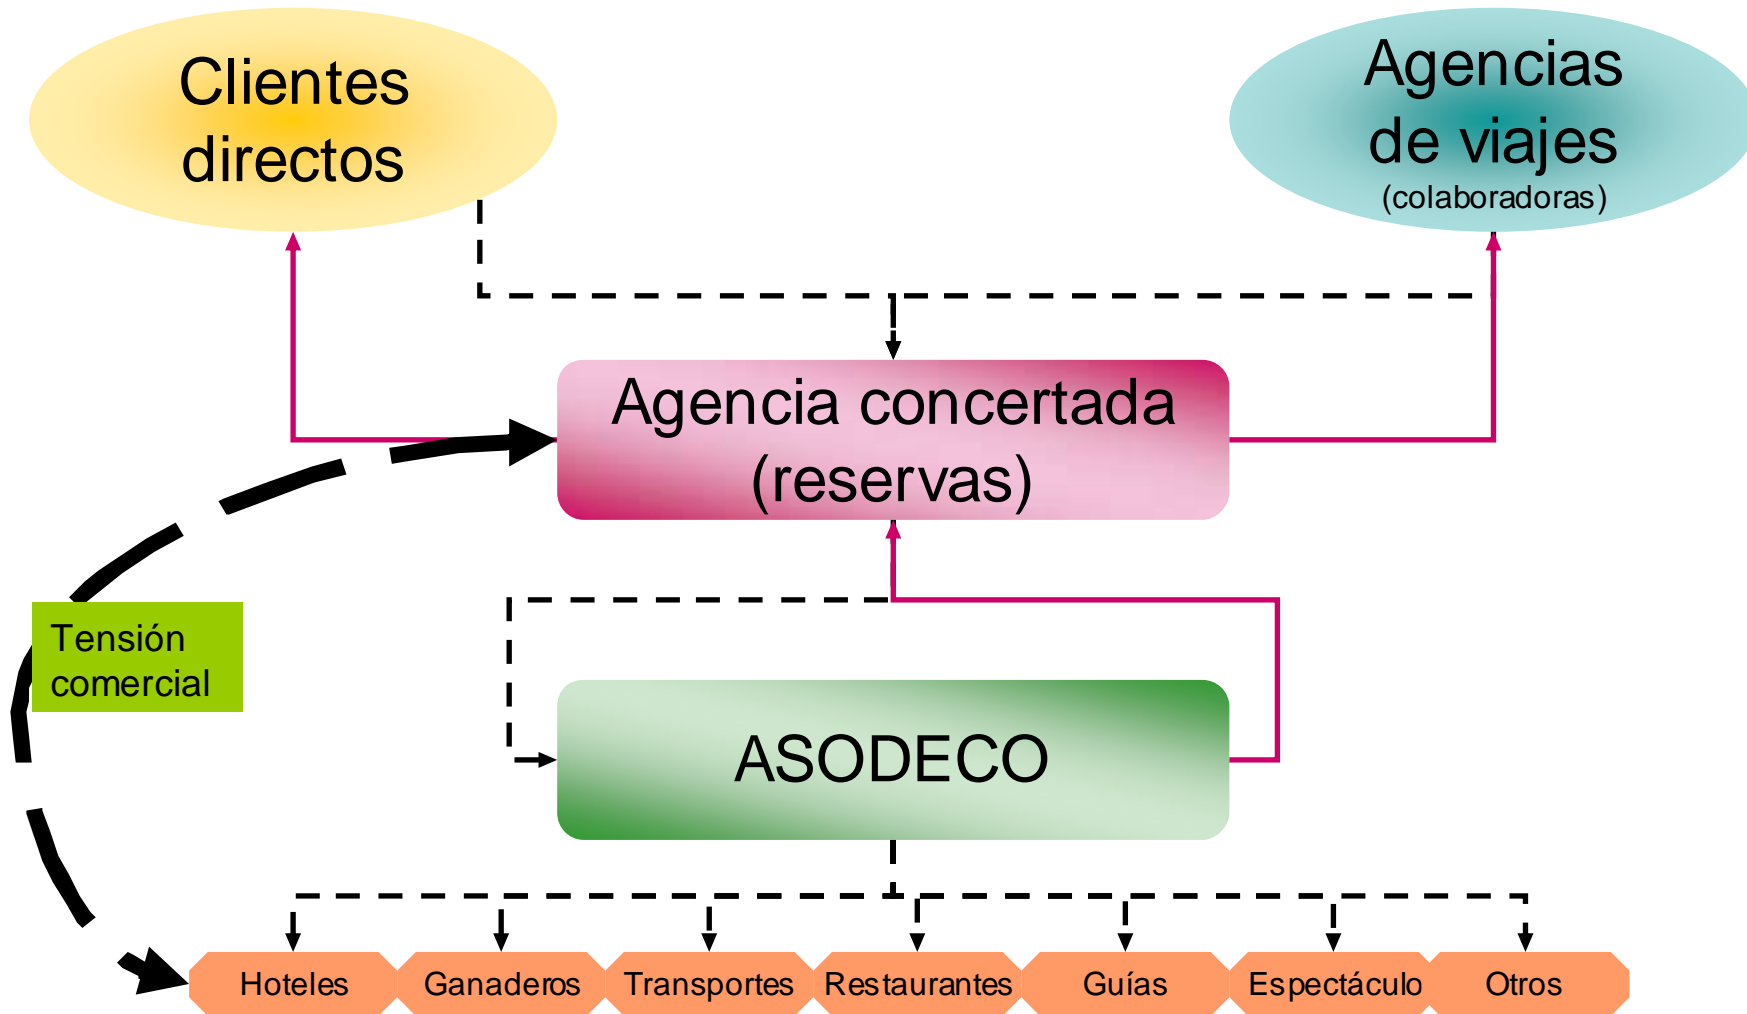 Clientes
directos
Agencias
de viajes
(colaboradoras)
Agencia concertada
(reservas)
Tensión
comercial
ASODECO
Hoteles
Ganaderos
Transportes
Restaurantes
Guías
Espectáculo
Otros